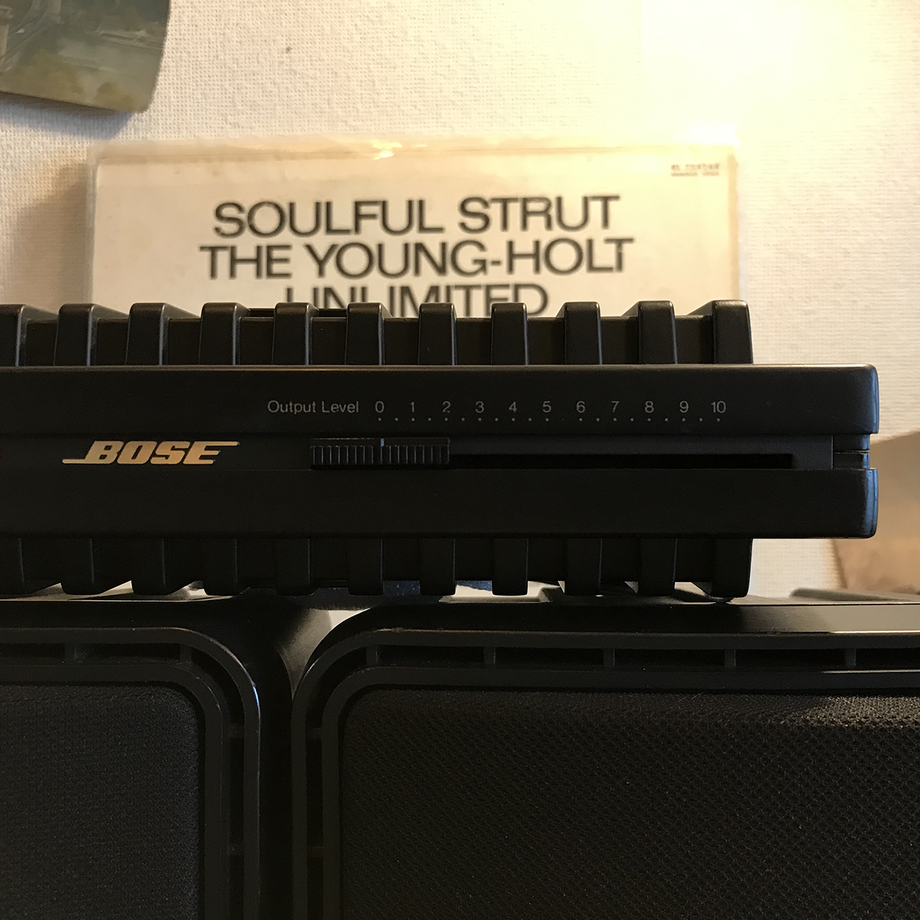 SOULFUL STRUT
THE YOUNG-HOLT
UNLIMITED
Output Level 0 1 2 3 4 5 6 7 8 9 10
BOSE